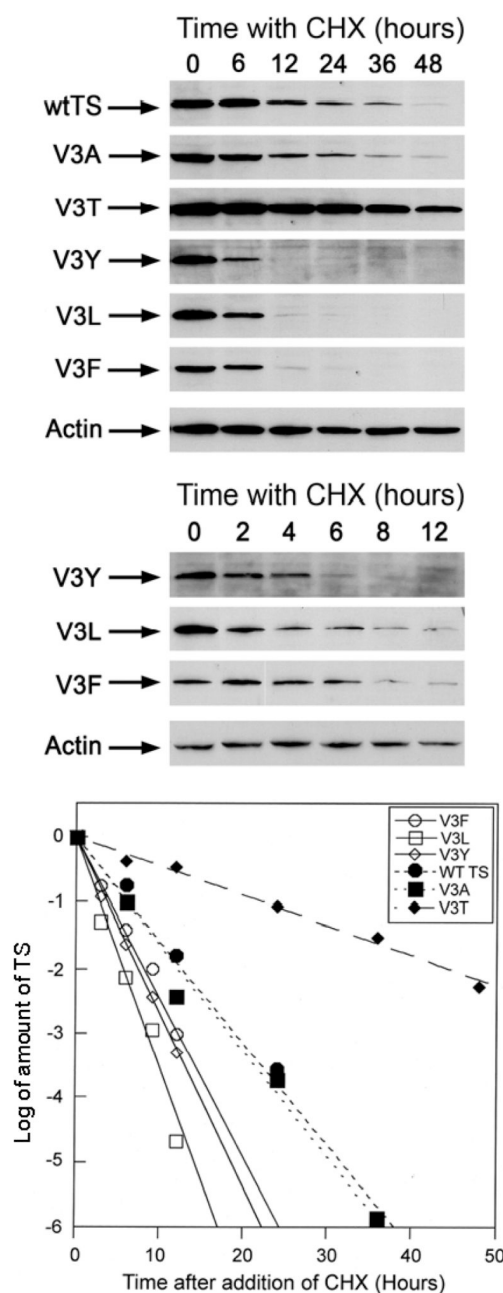 Time with CHX (hours)
0 6 12 24 36 48
wtTS
V3A
V3T
V3Y
V3L
V3F
Actin
Time with CHX (hours)
0 2 4 6 8 12
V3Y
V3L
V3F
Actin
V3F
V3L
V3Y
WT TS
V3A
V3T
0
-1
-2
-3
-4
-5
-6
Log of amount of TS
0 10 20 30 40 50
Time after addition of CHX (Hours)